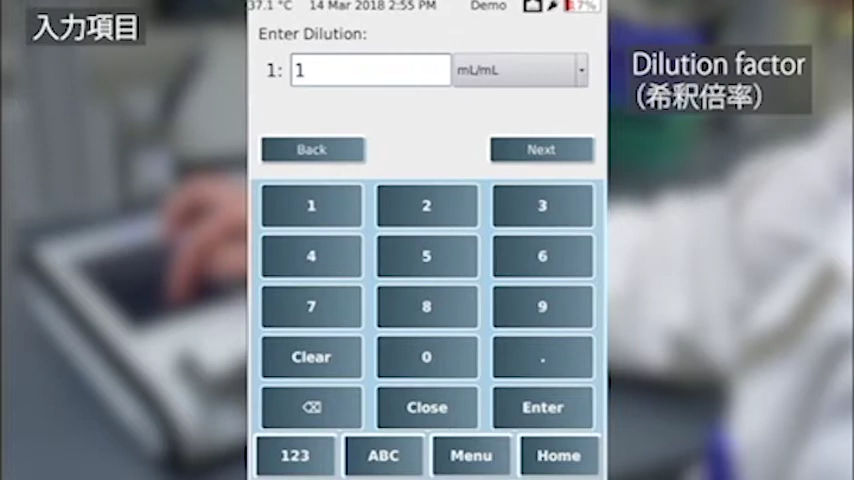 入力項目
37.1 °C 14 Mar 2018 2:55 PM Demo 17%
Enter Dilution:
1: 1 mL/mL
Dilution factor
（希釈倍率）
Back Next
1 2 3
4 5 6
7 8 9
Clear 0 .
⌫ Close Enter
123 ABC Menu Home